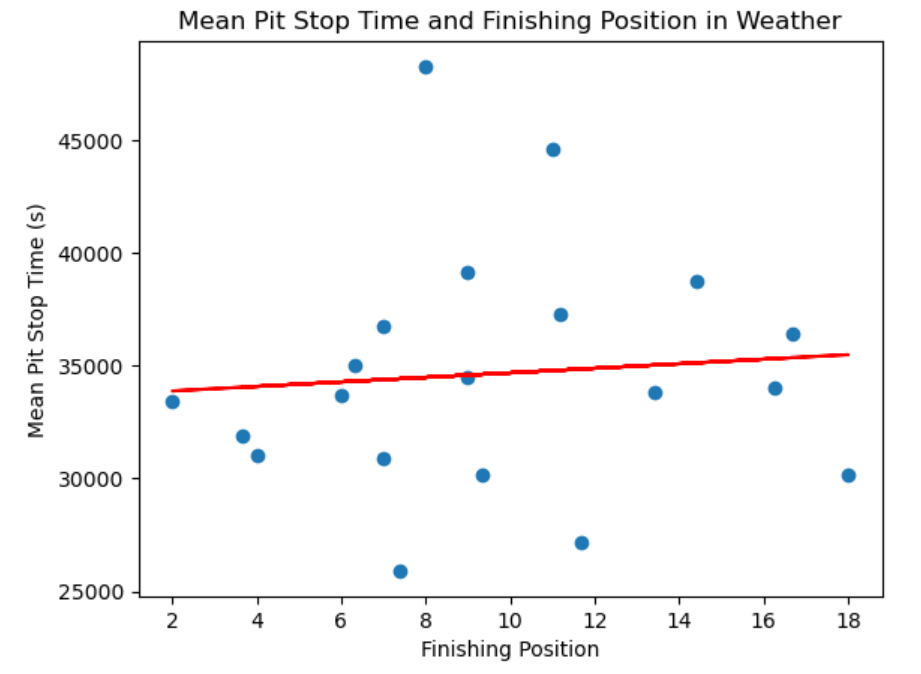 Mean Pit Stop Time and Finishing Position in Weather
Mean Pit Stop Time (s)
45000
40000
35000
30000
25000
2 4 6 8 10 12 14 16 18
Finishing Position